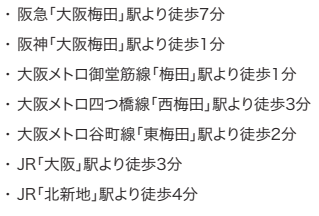 ・ 阪急「大阪梅田」駅より徒歩7分
・ 阪神「大阪梅田」駅より徒歩1分
・ 大阪メトロ御堂筋線「梅田」駅より徒歩1分
・ 大阪メトロ四つ橋線「西梅田」駅より徒歩3分
・ 大阪メトロ谷町線「東梅田」駅より徒歩2分
・ JR「大阪」駅より徒歩3分
・ JR「北新地」駅より徒歩4分